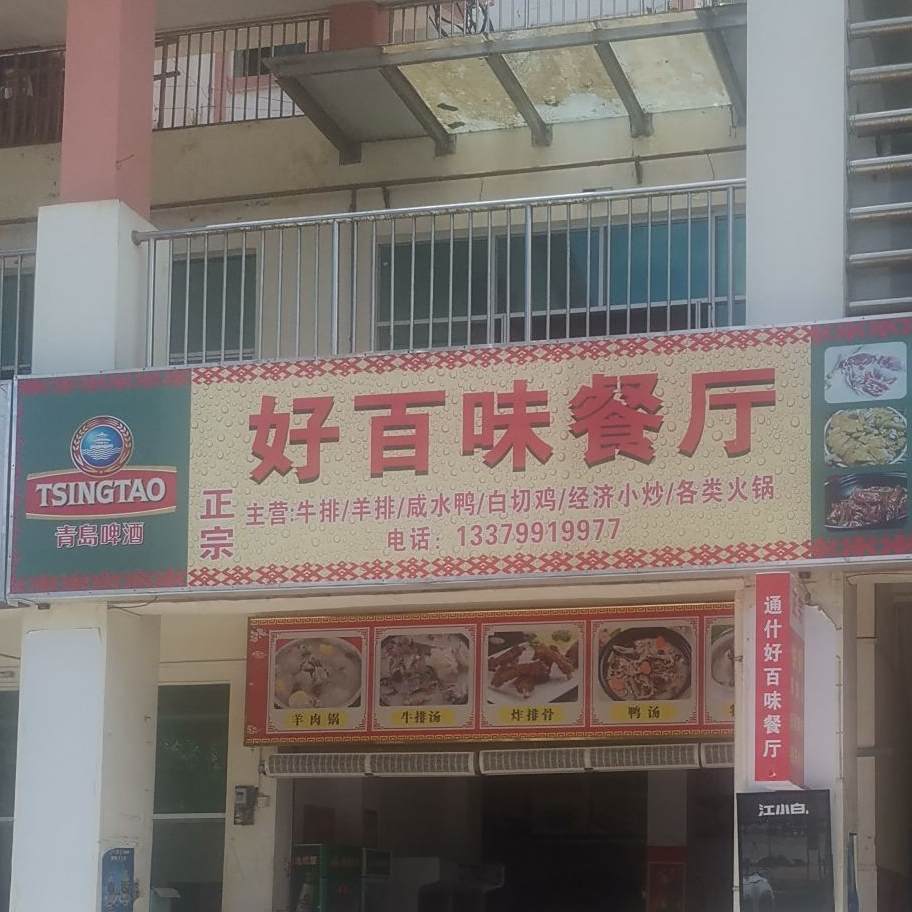 TSINGTAO
青島啤酒
好百味餐厅
正宗
主营:牛排/羊排/咸水鸭/白切鸡/经济小炒/各类火锅
电话：13379919977
羊肉锅
牛排汤
炸排骨
鸭汤
通什好百味餐厅
江小白